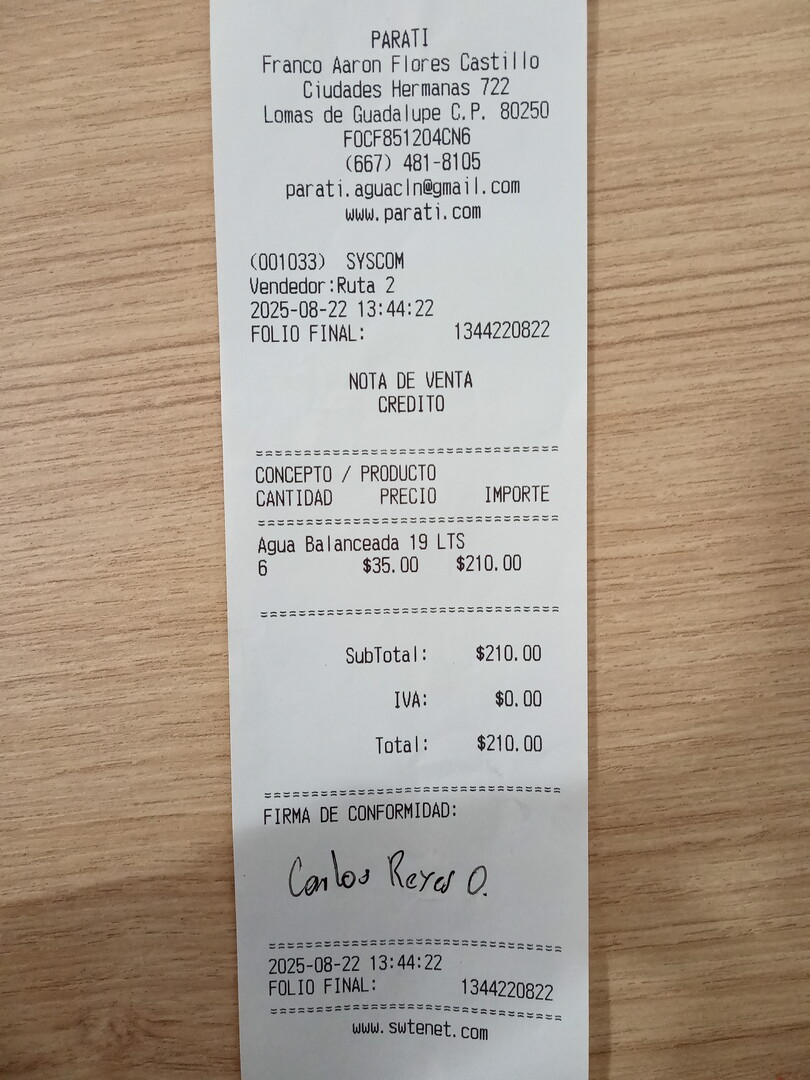 PARATI
Franco Aaron Flores Castillo
Ciudades Hermanas 722
Lomas de Guadalupe C.P. 80250
FOCF851204CN6
(667) 481-8105
parati.aguacln@gmail.com
www.parati.com
(001033) SYSCOM
Vendedor:Ruta 2
2025-08-22 13:44:22
FOLIO FINAL: 1344220822
NOTA DE VENTA
CREDITO
CONCEPTO / PRODUCTO
CANTIDAD PRECIO IMPORTE
Agua Balanceada 19 LTS
6 $35.00 $210.00
SubTotal: $210.00
IVA: $0.00
Total: $210.00
FIRMA DE CONFORMIDAD:
Carlos Reyes O.
2025-08-22 13:44:22
FOLIO FINAL: 1344220822
www.swtenet.com